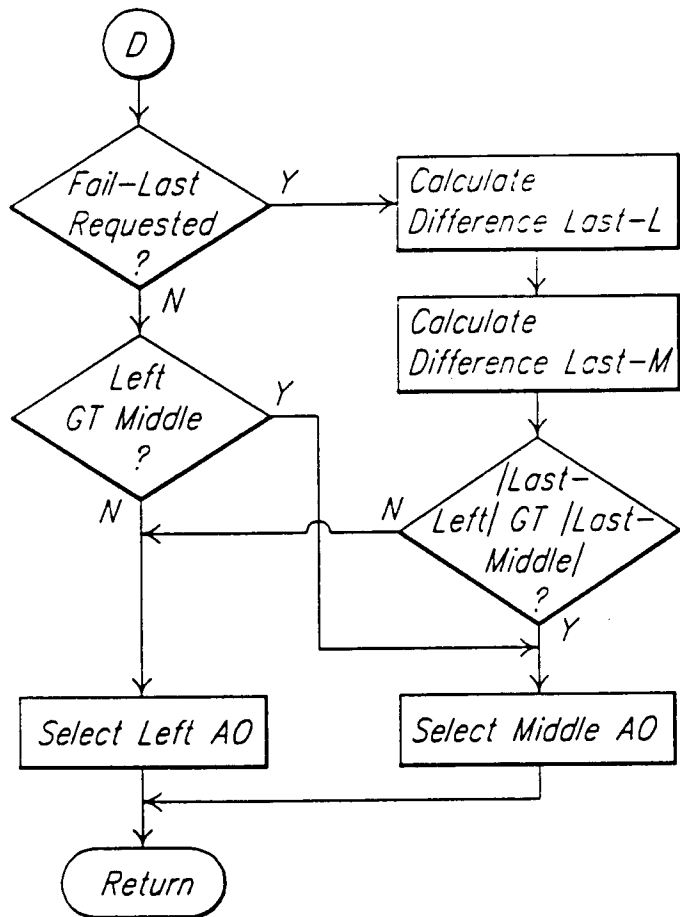 D
Fail-Last
Requested
?
Y
N
Calculate
Difference Last-L
Calculate
Difference Last-M
Left
GT Middle
?
Y
N
|Last-
Left| GT |Last-
Middle|
?
N
Y
Select Left AO
Select Middle AO
Return